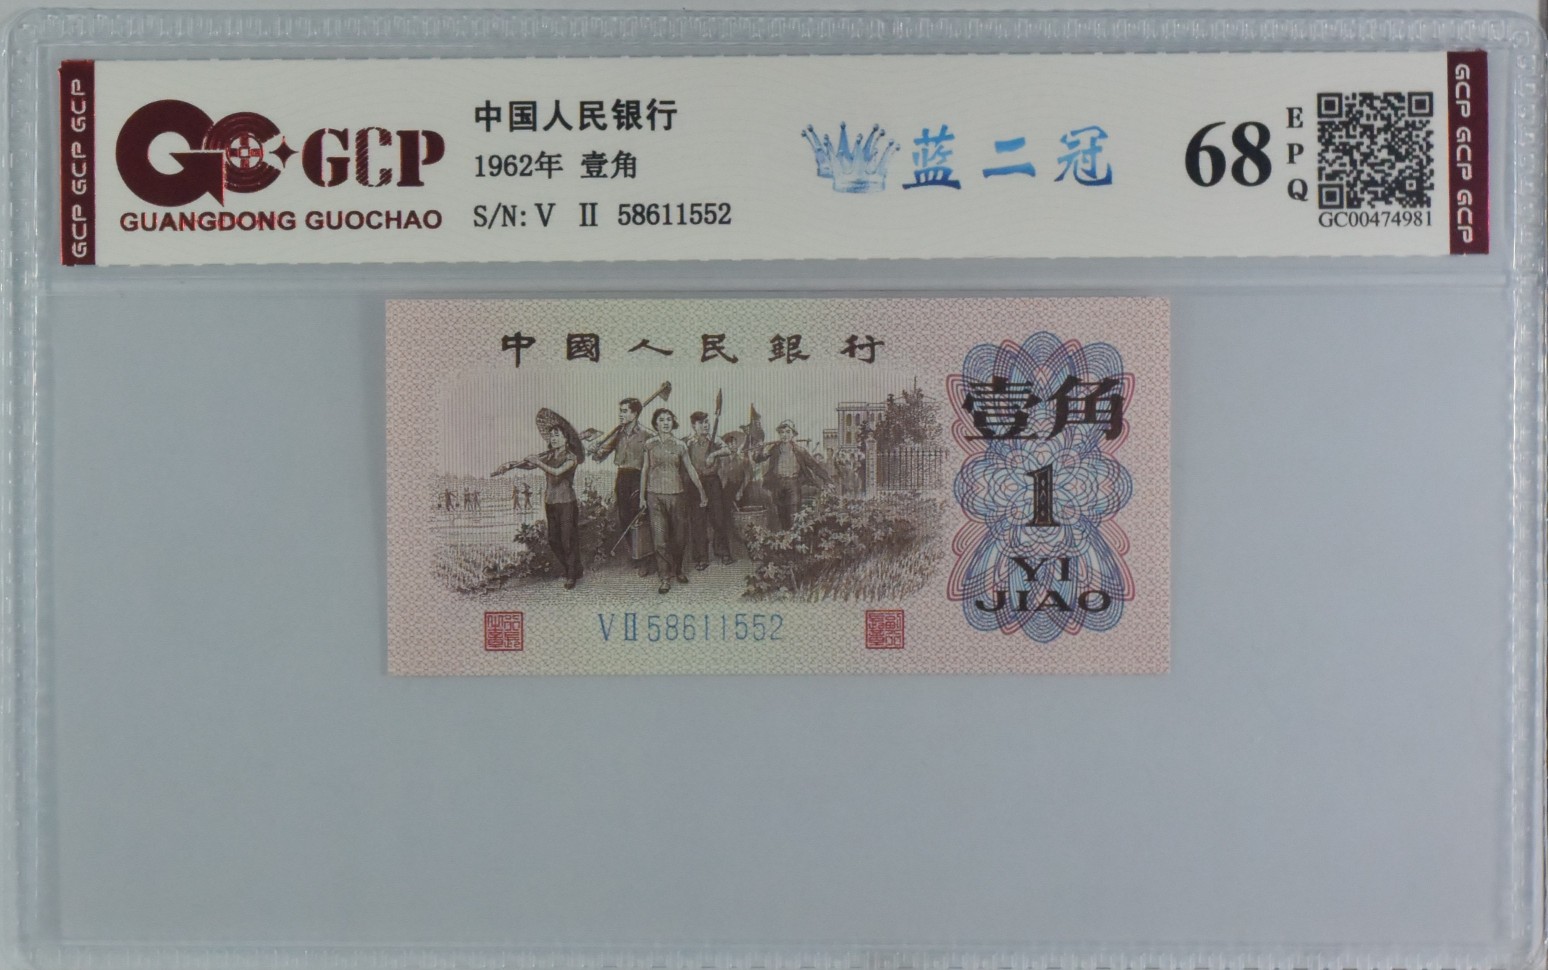 GCP GCP GCP
GCP
GUANGDONG GUOCHAO
中国人民银行
1962年 壹角
S/N: V Ⅱ 58611552
蓝二冠
68
EPQ
GC00474981
GCP GCP GCP
中國人民銀行
壹角
1
YI
JIAO
VⅡ58611552